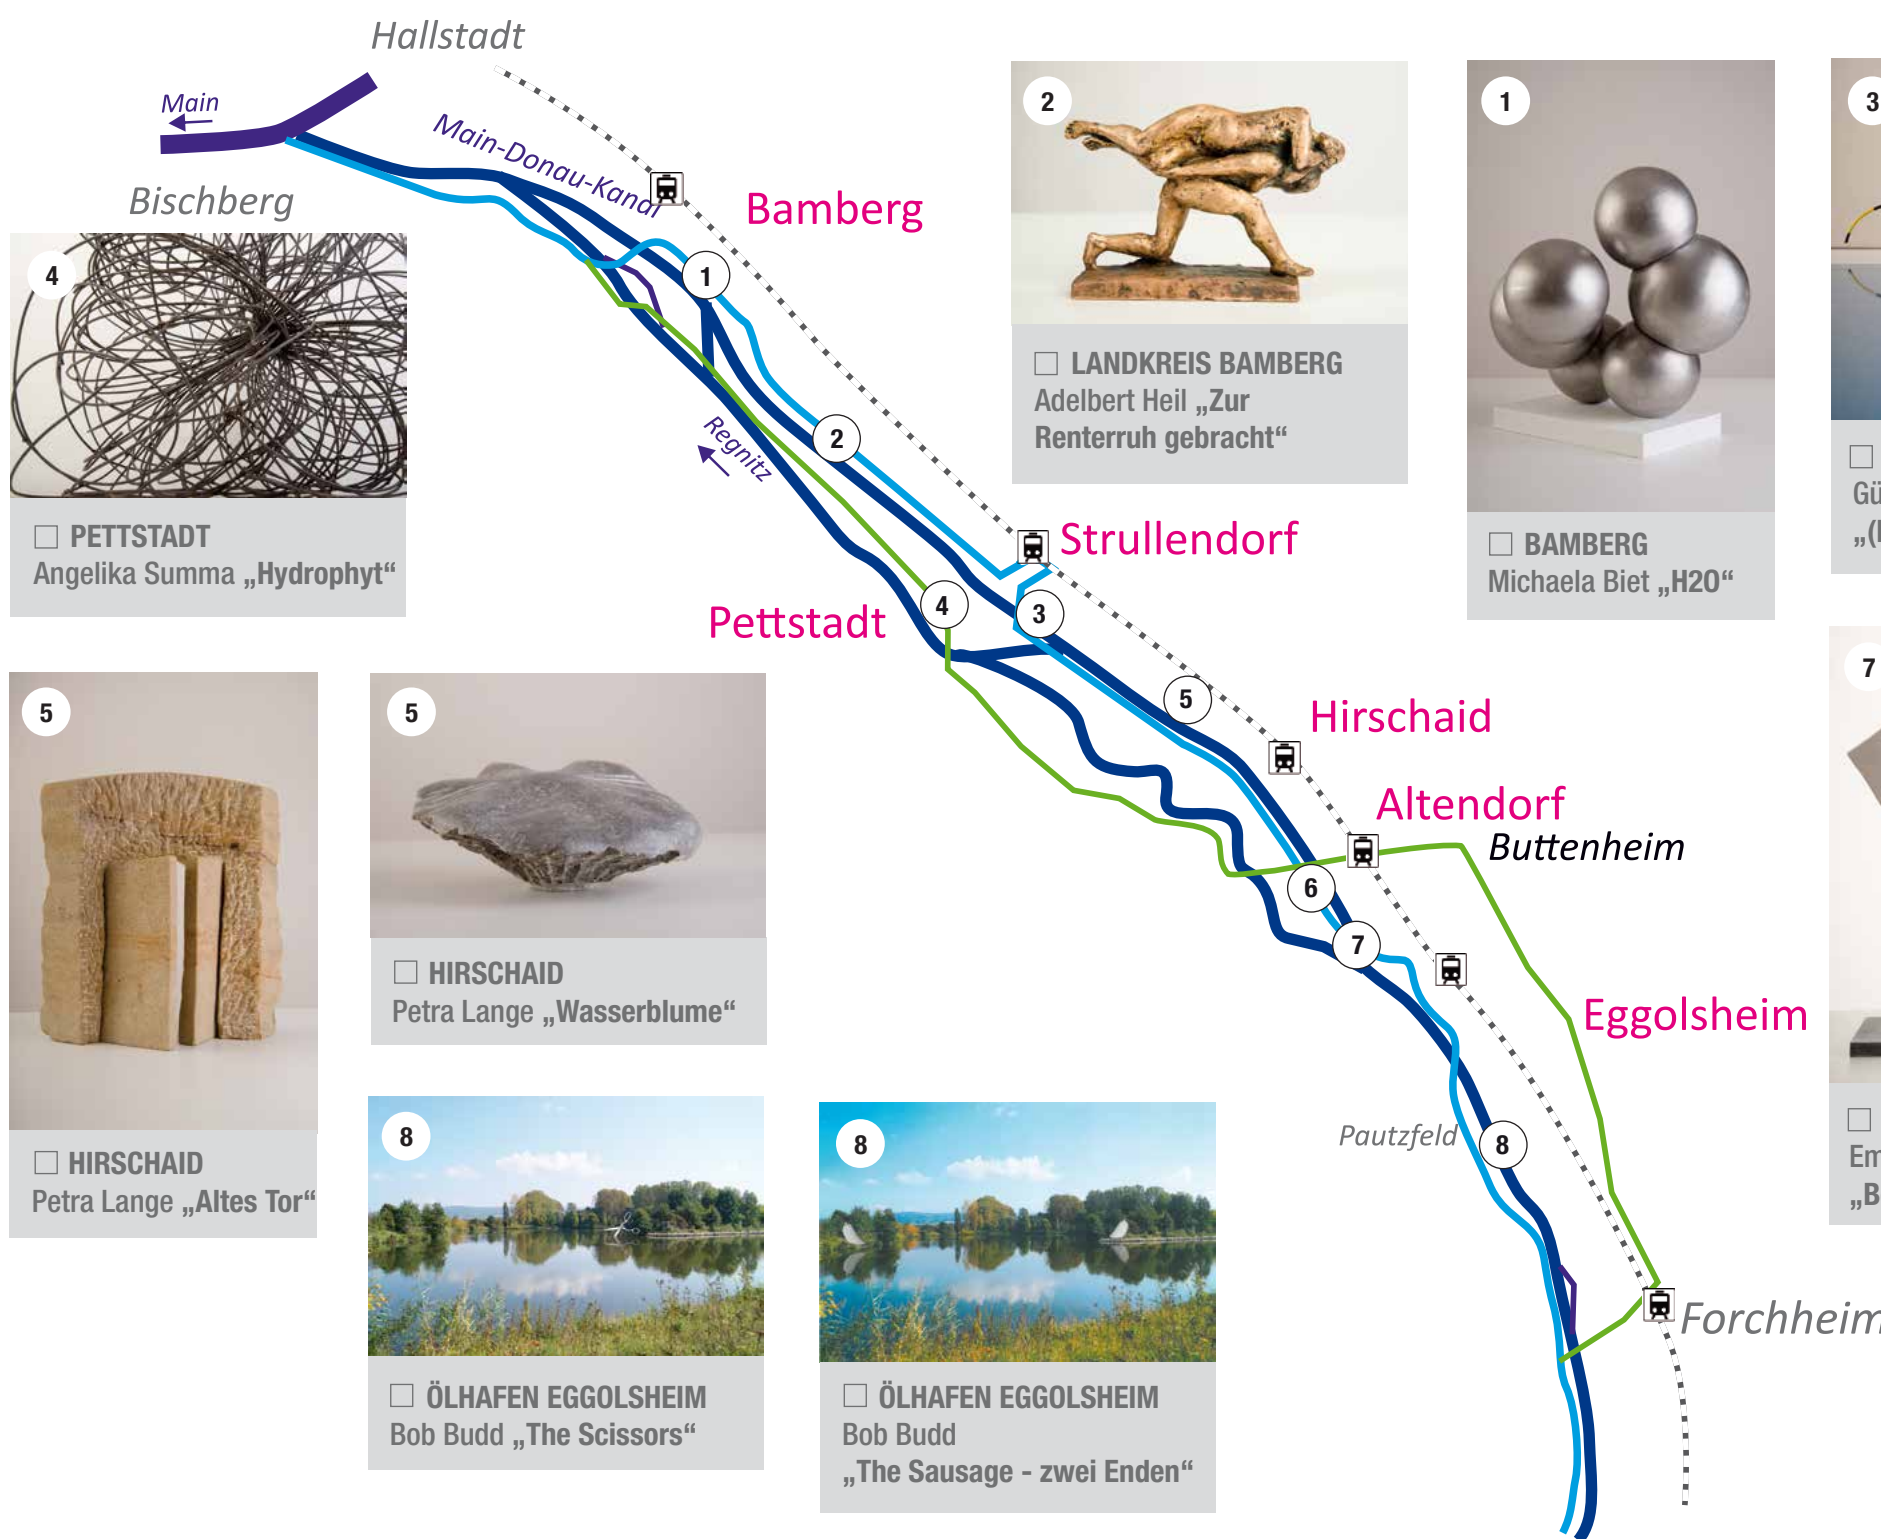 Hallstadt
Main
Main-Donau-Kanal
Bischberg
Bamberg
1
2
Regnitz
Strullendorf
Pettstadt
4
3
5
Hirschaid
Altendorf
Buttenheim
6
7
Eggolsheim
Pautzfeld
8
Forchheim
2
☐ LANDKREIS BAMBERG
Adelbert Heil „Zur
Renterruh gebracht“
1
☐ BAMBERG
Michaela Biet „H2O“
3
☐
Gü
„(
4
☐ PETTSTADT
Angelika Summa „Hydrophyt“
5
☐ HIRSCHAID
Petra Lange „Altes Tor“
5
☐ HIRSCHAID
Petra Lange „Wasserblume“
7
☐
Em
„B
8
☐ ÖLHAFEN EGGOLSHEIM
Bob Budd „The Scissors“
8
☐ ÖLHAFEN EGGOLSHEIM
Bob Budd
„The Sausage - zwei Enden“